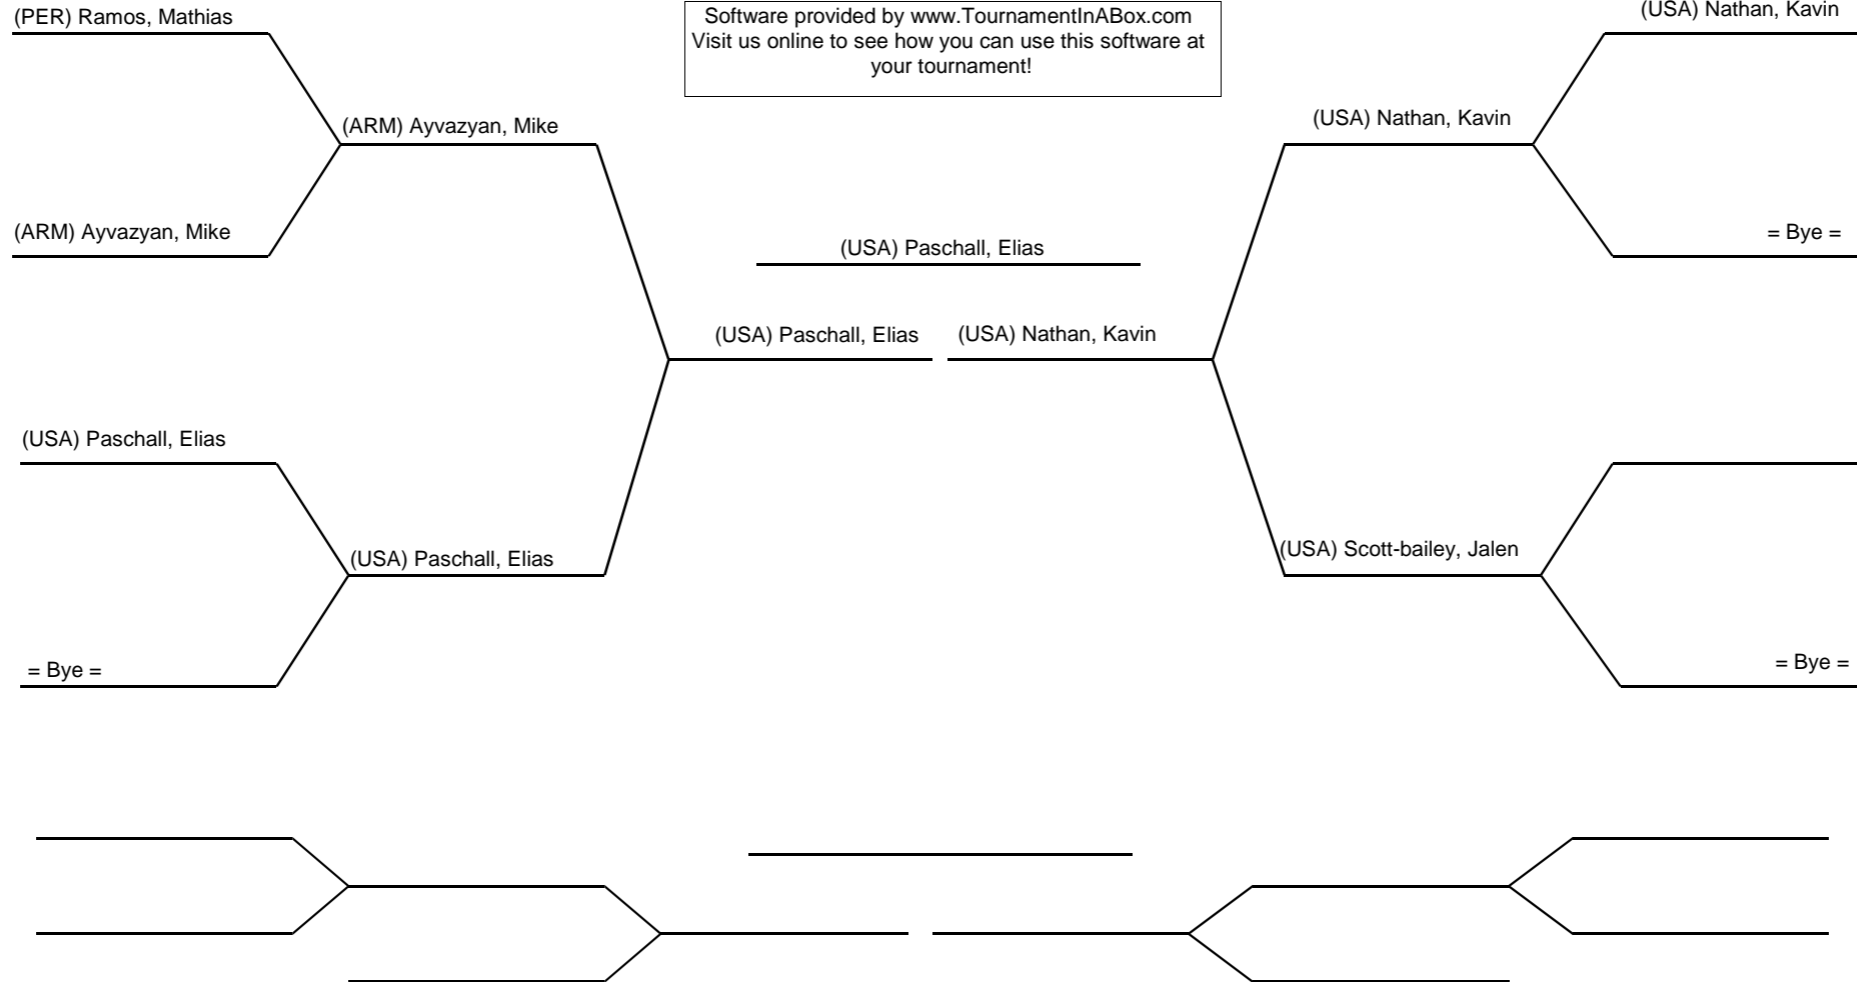 (PER) Ramos, Mathias
Software provided by www.TournamentInABox.com
Visit us online to see how you can use this software at
your tournament!
(USA) Nathan, Kavin
(ARM) Ayvazyan, Mike
(USA) Nathan, Kavin
(ARM) Ayvazyan, Mike
(USA) Paschall, Elias
= Bye =
(USA) Paschall, Elias
(USA) Nathan, Kavin
(USA) Paschall, Elias
(USA) Paschall, Elias
(USA) Scott-bailey, Jalen
= Bye =
= Bye =